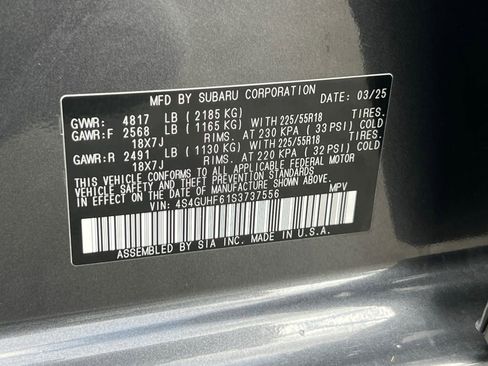 MFD BY SUBARU CORPORATION 03/25
GVWR: 4817 LB ( 2185 KG)
GAWR:F 2568 LB ( 1165 KG) WITH 225/55R18 TIRES.
18X7J RIMS. AT 230 KPA ( 33 PSI) COLD
GAWR:R 2491 LB ( 1130 KG) WITH 225/55R18 TIRES.
18X7J RIMS. AT 220 KPA ( 32 PSI) COLD
THIS VEHICLE CONFORMS TO ALL APPLICABLE FEDERAL MOTOR
VEHICLE SAFETY, BUMPER, AND THEFT PREVENTION STANDARDS
IN EFFECT ON THE DATE OF MANUFACTURE SHOWN ABOVE.
VIN: 4S4GUHF61S3737556 MPV
ASSEMBLED BY SIA INC. MADE IN U.S.A.